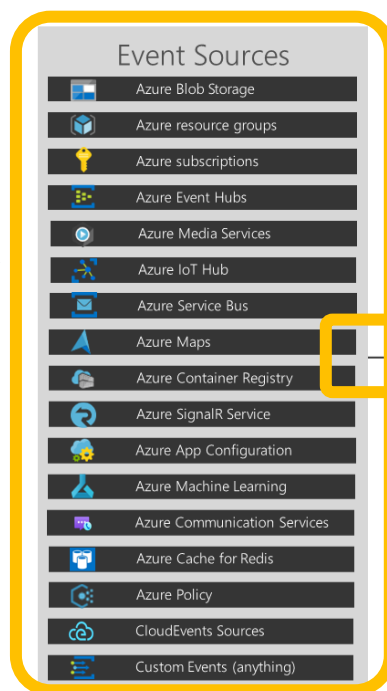 Event Sources
Azure Blob Storage
Azure resource groups
Azure subscriptions
Azure Event Hubs
Azure Media Services
Azure IoT Hub
Azure Service Bus
Azure Maps
Azure Container Registry
Azure SignalR Service
Azure App Configuration
Azure Machine Learning
Azure Communication Services
Azure Cache for Redis
Azure Policy
CloudEvents Sources
Custom Events (anything)